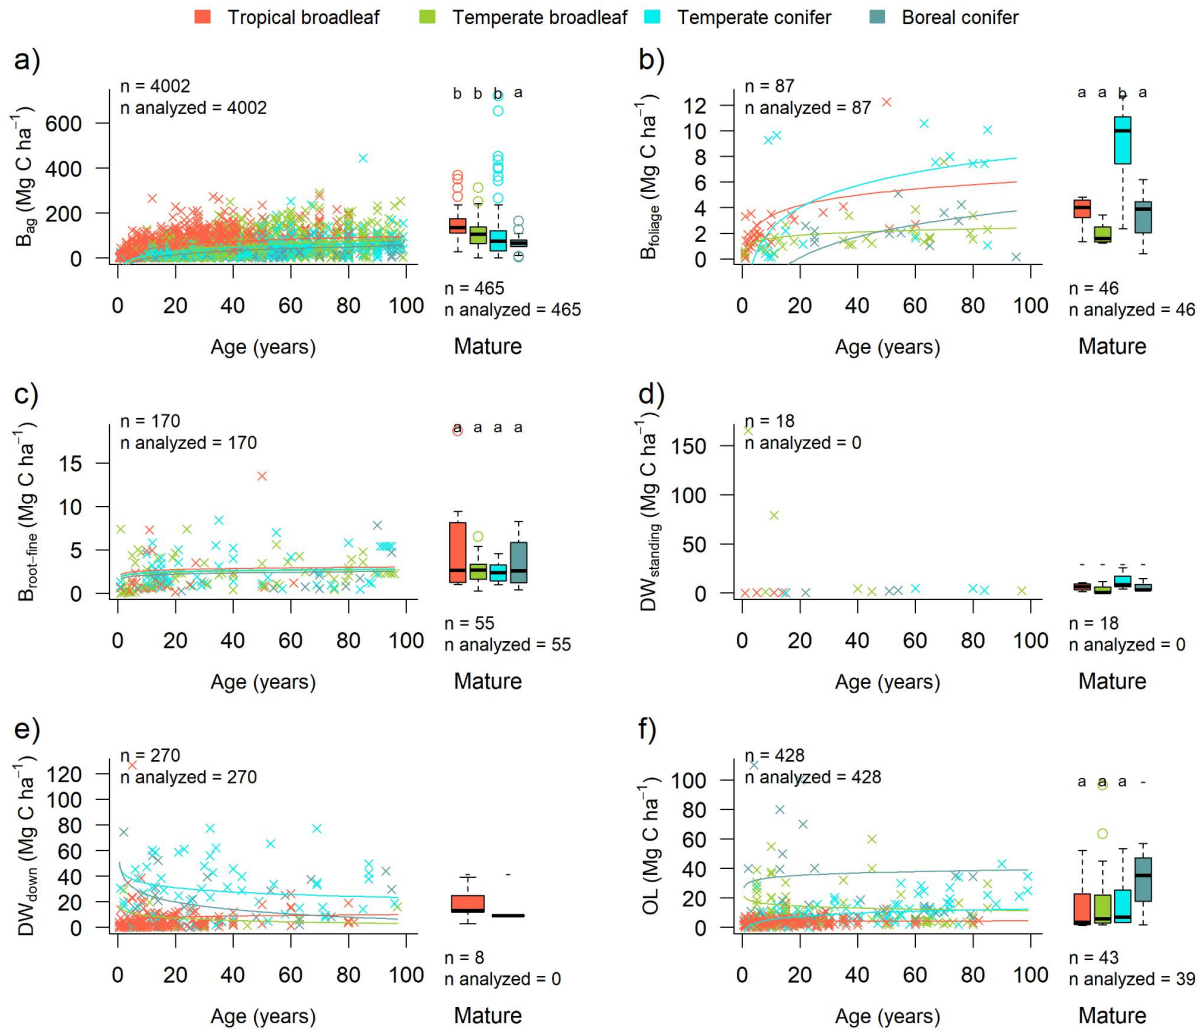 Tropical broadleaf Temperate broadleaf Temperate conifer Boreal conifer
a)
n = 4002
n analyzed = 4002
B_ag (Mg C ha⁻¹)
600
400
200
0
0 20 40 60 80 100
Age (years)
b b b a
n = 465
n analyzed = 465
Mature
b)
n = 87
n analyzed = 87
B_foliage (Mg C ha⁻¹)
12
10
8
6
4
2
0
0 20 40 60 80 100
Age (years)
a a b a
n = 46
n analyzed = 46
Mature
c)
n = 170
n analyzed = 170
B_root−fine (Mg C ha⁻¹)
15
10
5
0
0 20 40 60 80 100
Age (years)
a a a a
n = 55
n analyzed = 55
Mature
d)
n = 18
n analyzed = 0
DW_standing (Mg C ha⁻¹)
150
100
50
0
0 20 40 60 80 100
Age (years)
- - - -
n = 18
n analyzed = 0
Mature
e)
n = 270
n analyzed = 270
DW_down (Mg C ha⁻¹)
120
100
80
60
40
20
0
0 20 40 60 80 100
Age (years)
- -
n = 8
n analyzed = 0
Mature
f)
n = 428
n analyzed = 428
OL (Mg C ha⁻¹)
100
80
60
40
20
0
0 20 40 60 80 100
Age (years)
a a a -
n = 43
n analyzed = 39
Mature